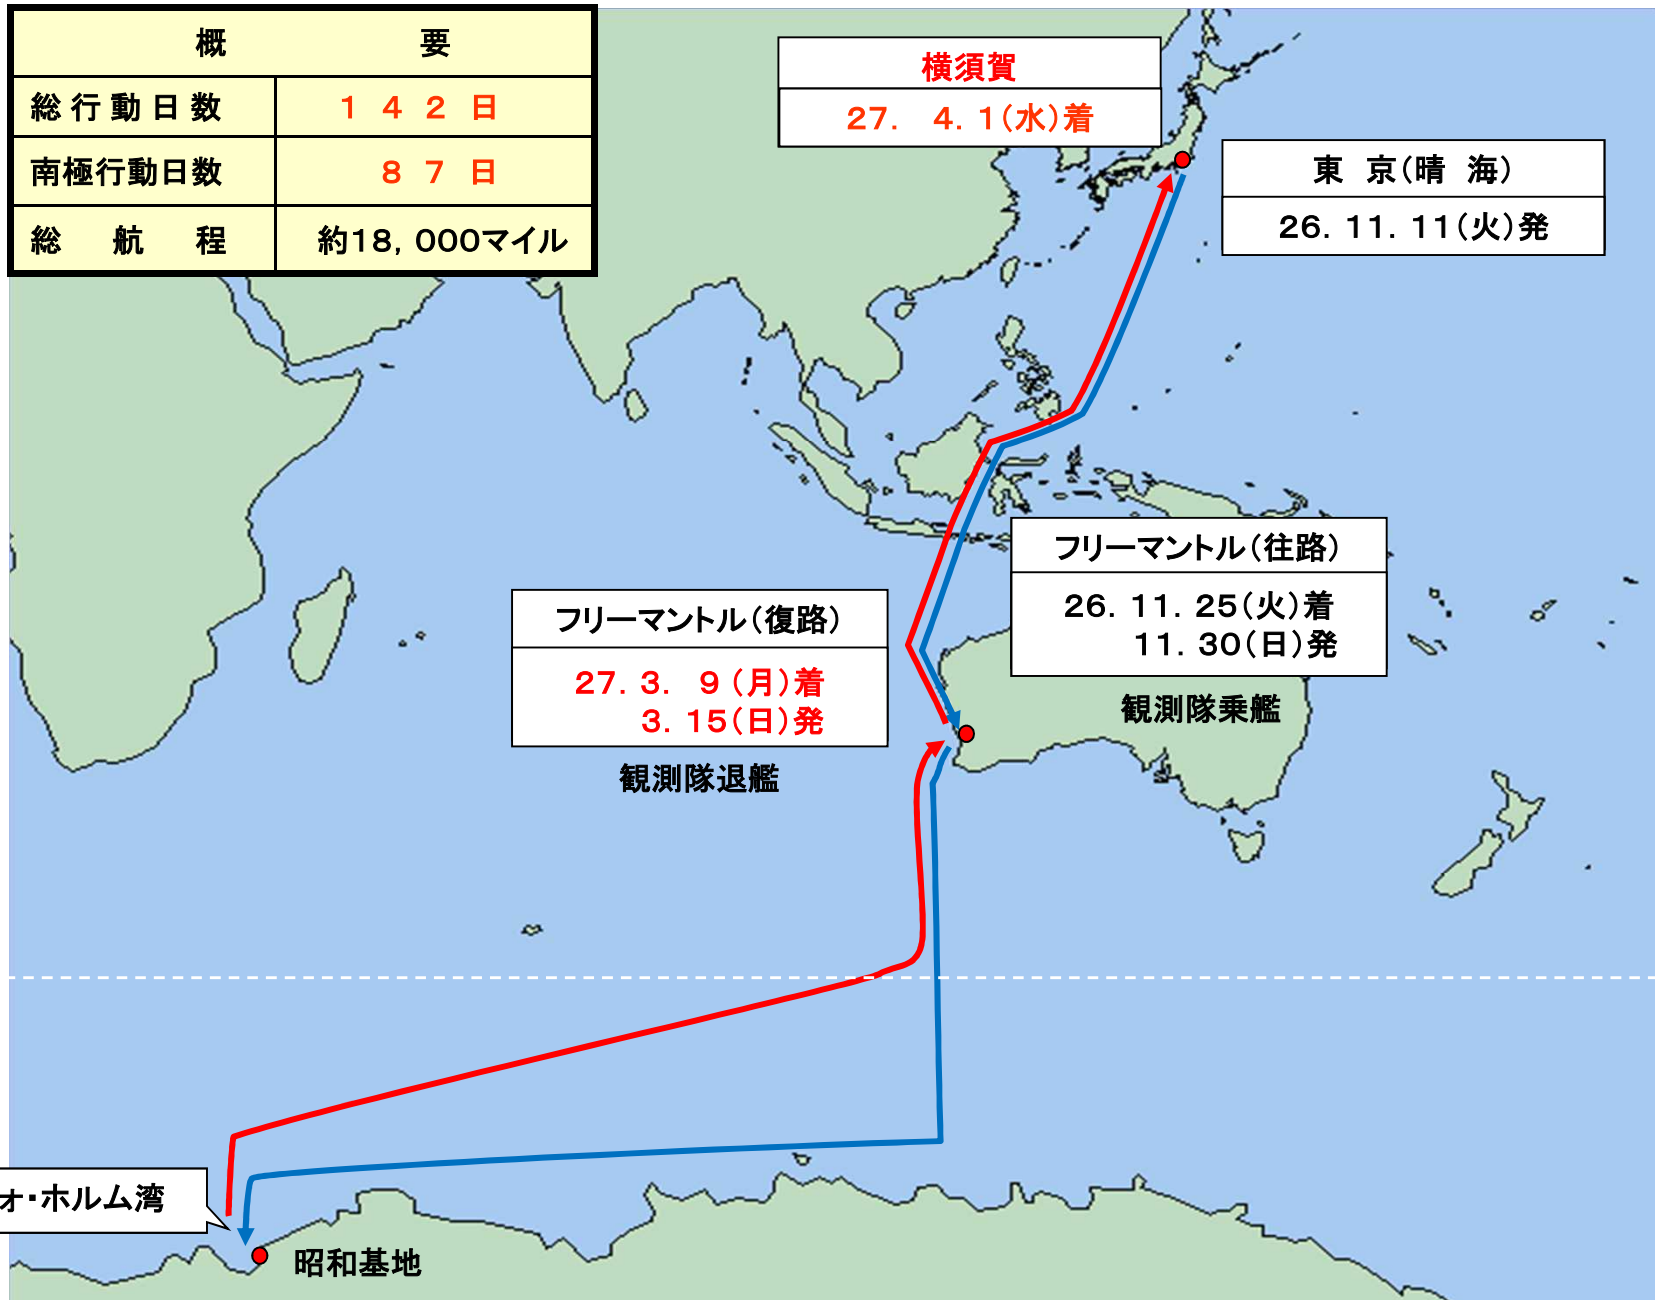 概　　　要
総行動日数　１４２日
南極行動日数　８７日
総航程　約18，000マイル
横須賀
27．4．1（水）着
東京（晴海）
26．11．11（火）発
フリーマントル（往路）
26．11．25（火）着
11．30（日）発
観測隊乗艦
フリーマントル（復路）
27．3．9（月）着
3．15（日）発
観測隊退艦
ォ・ホルム湾
昭和基地